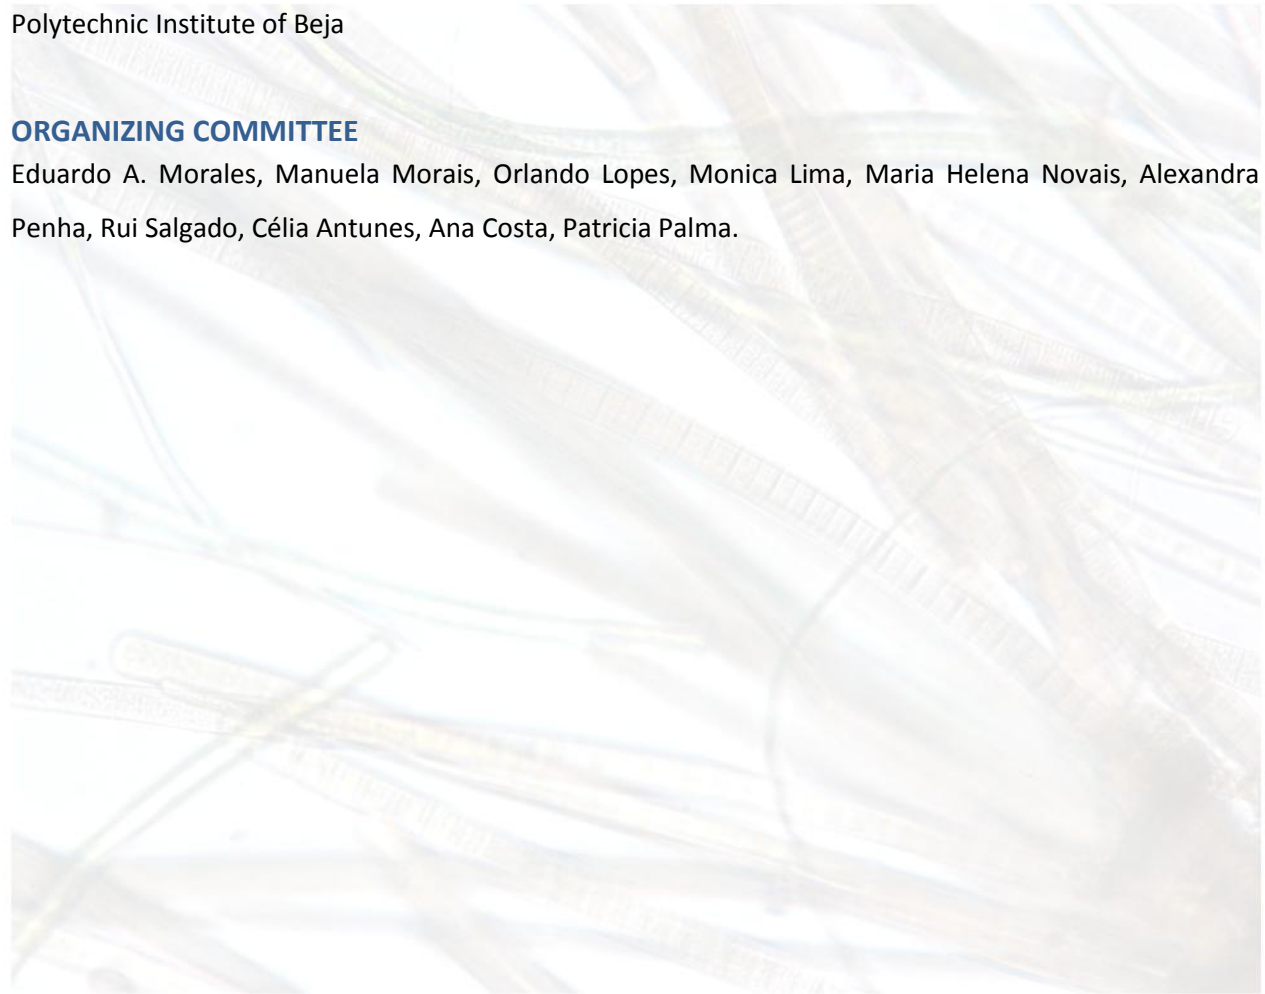 Polytechnic Institute of Beja
ORGANIZING COMMITTEE
Eduardo A. Morales, Manuela Morais, Orlando Lopes, Monica Lima, Maria Helena Novais, Alexandra
Penha, Rui Salgado, Célia Antunes, Ana Costa, Patricia Palma.